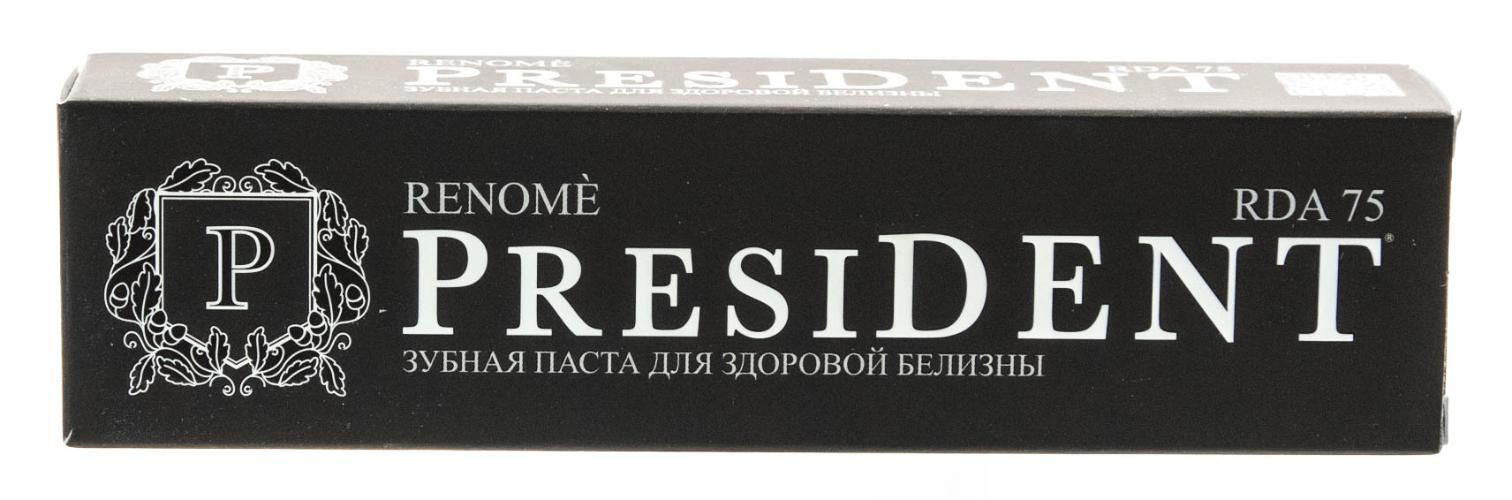 P
RENOMÈ
PRESIDENT
RDA 75
ЗУБНАЯ ПАСТА ДЛЯ ЗДОРОВОЙ БЕЛИЗНЫ
P
RENOMÈ
RDA 75
PRESIDENT®
ЗУБНАЯ ПАСТА ДЛЯ ЗДОРОВОЙ БЕЛИЗНЫ